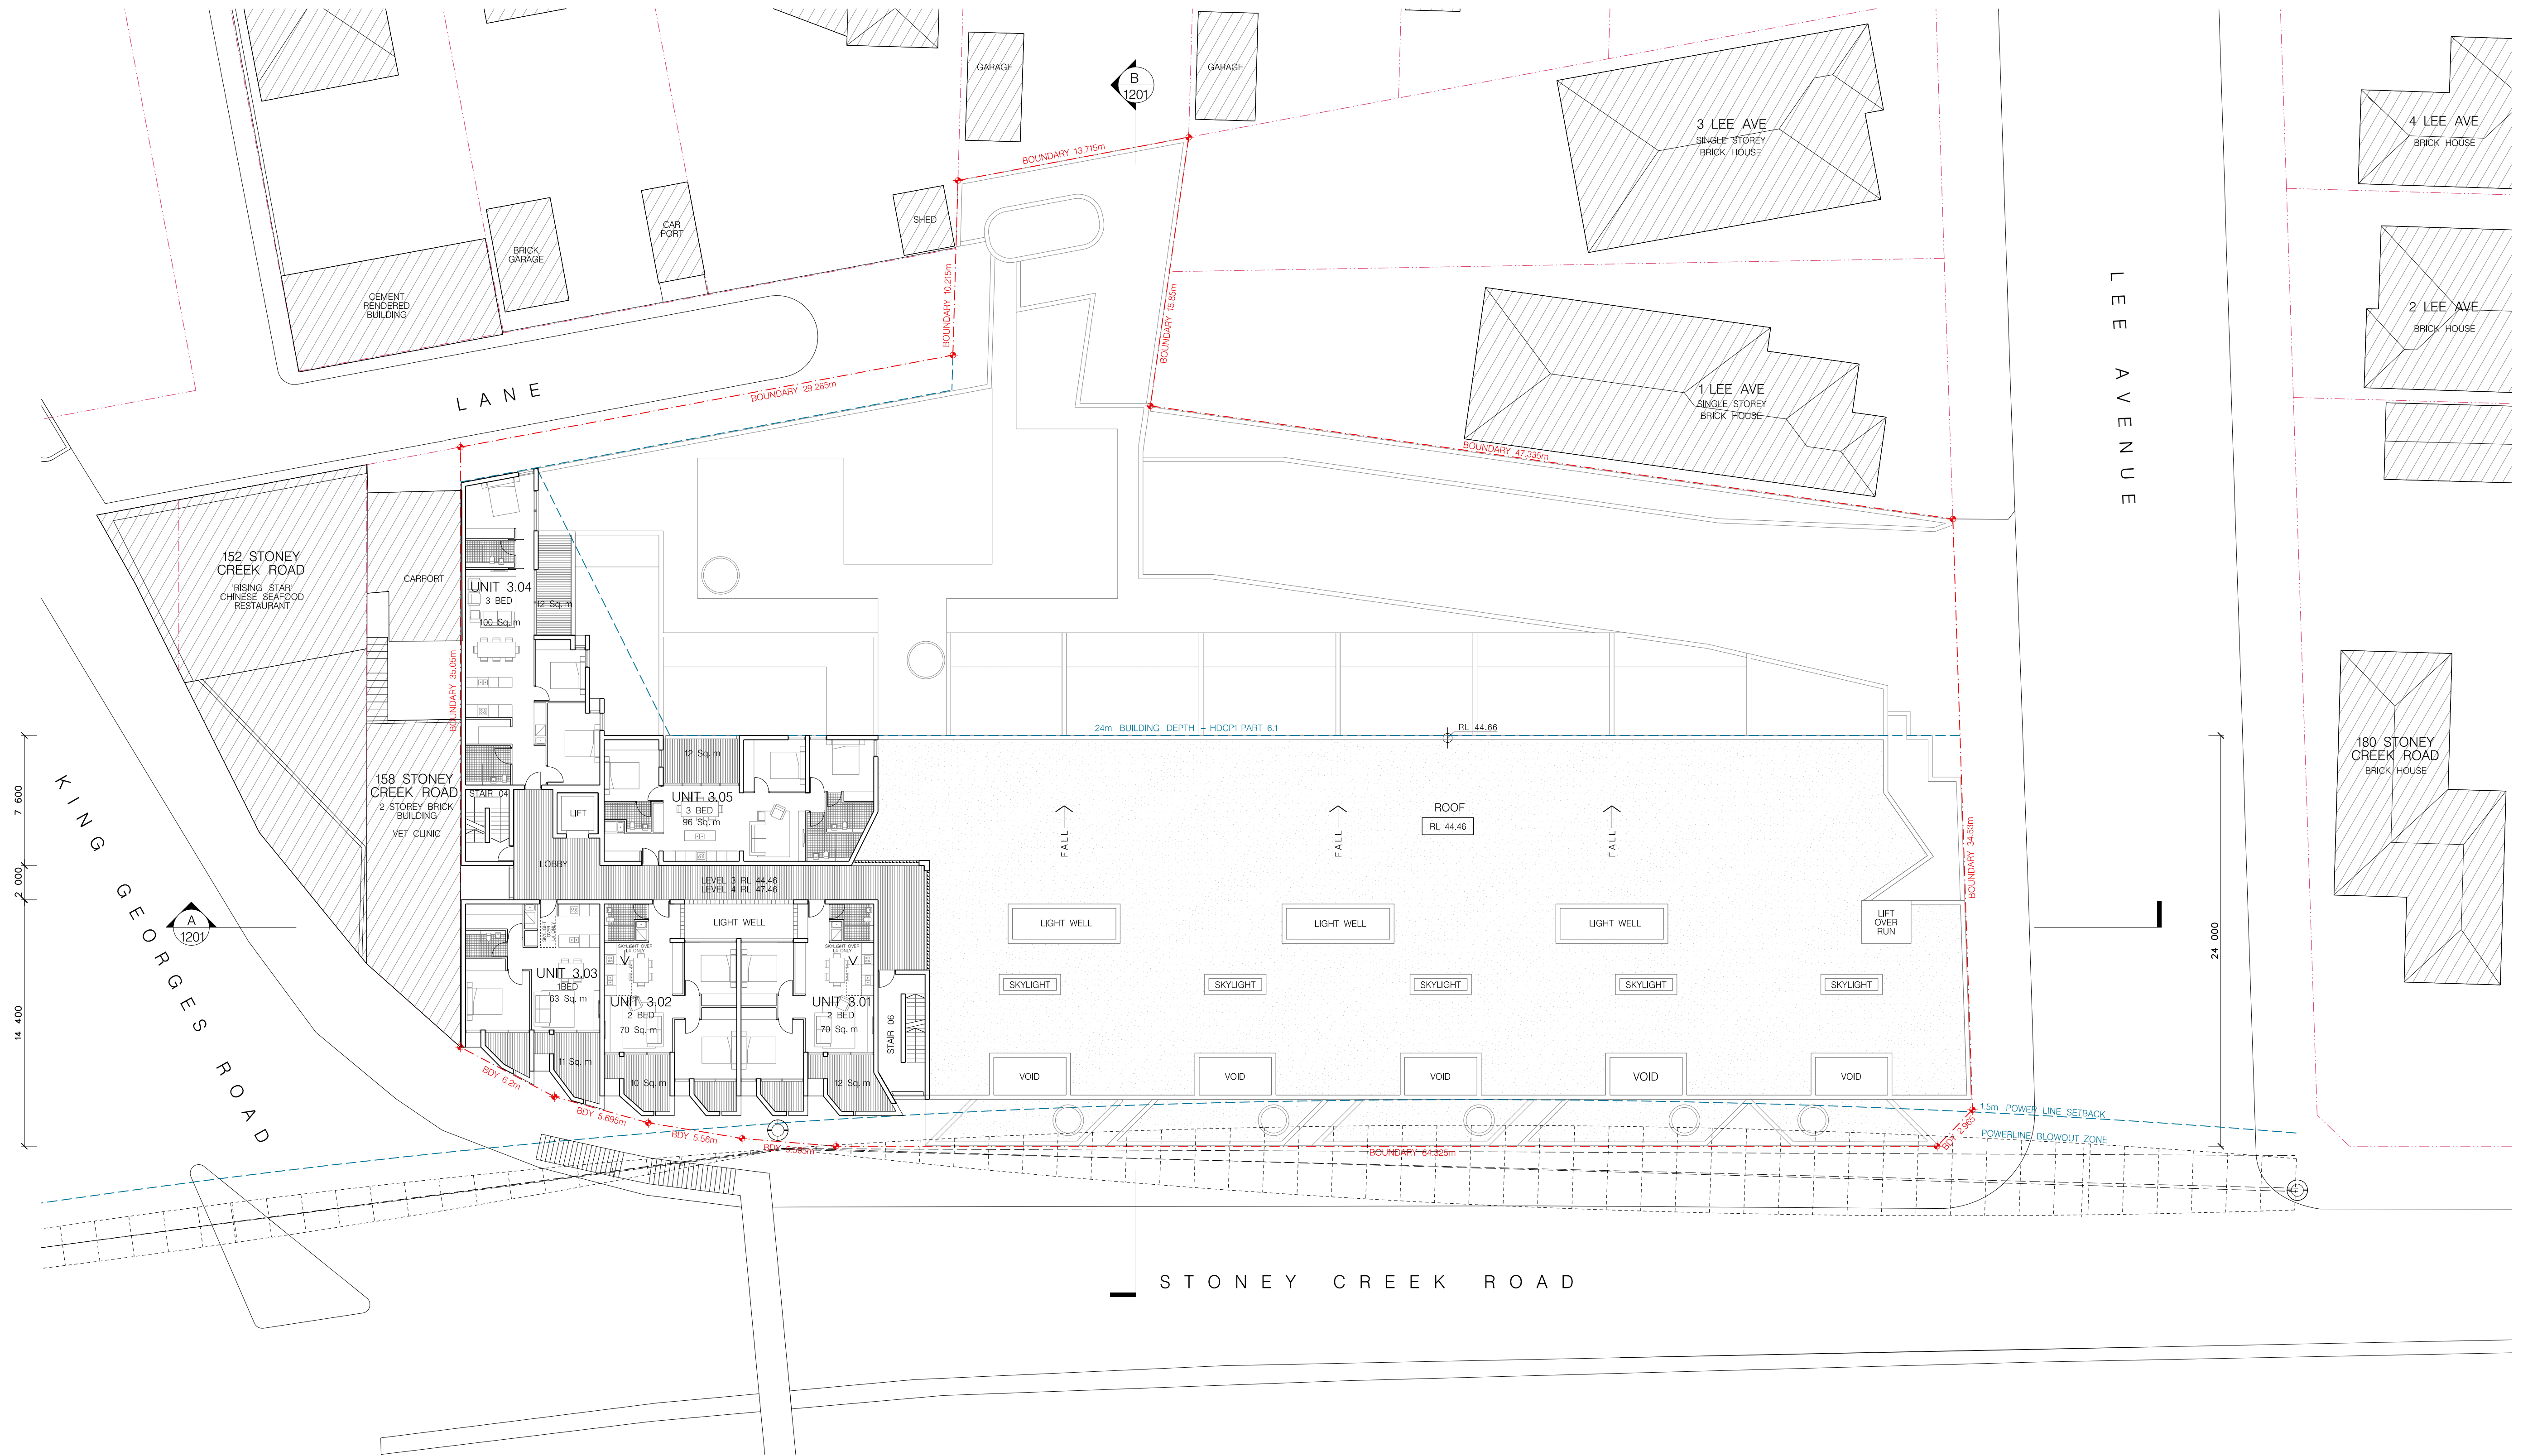 GARAGE
B
1201
GARAGE
3 LEE AVE
SINGLE STOREY
BRICK HOUSE
4 LEE AVE
BRICK HOUSE
BOUNDARY 13.715m
SHED
CAR
PORT
BRICK
GARAGE
CEMENT
RENDERED
BUILDING
BOUNDARY 10.215m
BOUNDARY 15.85m
LEE AVENUE
2 LEE AVE
BRICK HOUSE
LANE
BOUNDARY 29.265m
1 LEE AVE
SINGLE STOREY
BRICK HOUSE
BOUNDARY 47.335m
152 STONEY
CREEK ROAD
'RISING STAR'
CHINESE SEAFOOD
RESTAURANT
CARPORT
UNIT 3.04
3 BED
100 Sq. m
12 Sq. m
BOUNDARY 35.05m
24m BUILDING DEPTH - HDCP1 PART 6.1
RL 44.66
180 STONEY
CREEK ROAD
BRICK HOUSE
158 STONEY
CREEK ROAD
2 STOREY BRICK
BUILDING
VET CLINIC
STAIR 04
LIFT
12 Sq. m
UNIT 3.05
3 BED
96 Sq. m
FALL
FALL
ROOF
RL 44.46
FALL
7 600
2 000
14 400
24 000
BOUNDARY 34.53m
KING GEORGES ROAD
LOBBY
LEVEL 3 RL 44.46
LEVEL 4 RL 47.46
A
1201
LIGHT WELL
LIGHT WELL
LIGHT WELL
LIGHT WELL
LIFT
OVER
RUN
SKYLIGHT OVER
L4 ONLY
SKYLIGHT OVER
L4 ONLY
UNIT 3.03
1BED
63 Sq. m
UNIT 3.02
2 BED
70 Sq. m
UNIT 3.01
2 BED
70 Sq. m
SKYLIGHT
SKYLIGHT
SKYLIGHT
SKYLIGHT
SKYLIGHT
STAIR 06
11 Sq. m
10 Sq. m
12 Sq. m
VOID
VOID
VOID
VOID
VOID
BDY 6.2m
BDY 5.695m
BDY 5.56m
BOUNDARY 64.325m
BDY 2.965
1.5m POWER LINE SETBACK
POWERLINE BLOWOUT ZONE
STONEY CREEK ROAD